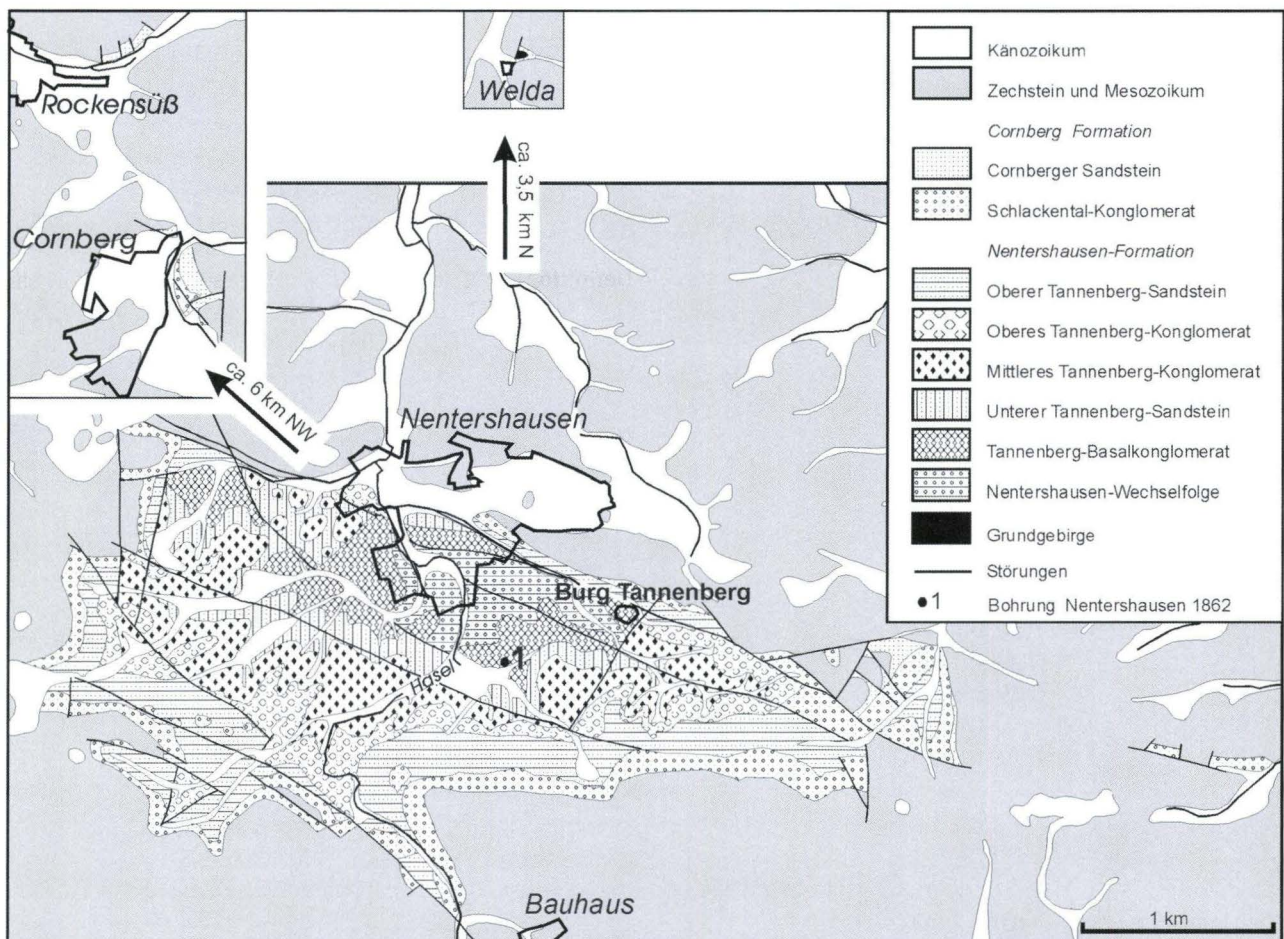 Rockensüß
Cornberg
Welda
ca. 3,5 km N
ca. 6 km NW
Nentershausen
Burg Tannenberg
1
Hasel
Bauhaus
1 km
Känozoikum
Zechstein und Mesozoikum
Cornberg Formation
Cornberger Sandstein
Schlackental-Konglomerat
Nentershausen-Formation
Oberer Tannenberg-Sandstein
Oberes Tannenberg-Konglomerat
Mittleres Tannenberg-Konglomerat
Unterer Tannenberg-Sandstein
Tannenberg-Basalkonglomerat
Nentershausen-Wechselfolge
Grundgebirge
Störungen
1 Bohrung Nentershausen 1862